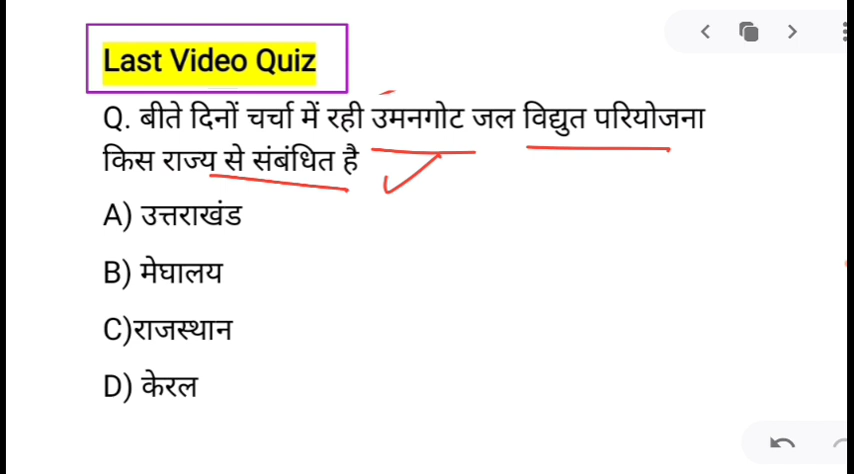 Last Video Quiz
Q. बीते दिनों चर्चा में रही उमनगोट जल विद्युत परियोजना
किस राज्य से संबंधित है
A) उत्तराखंड
B) मेघालय
C)राजस्थान
D) केरल